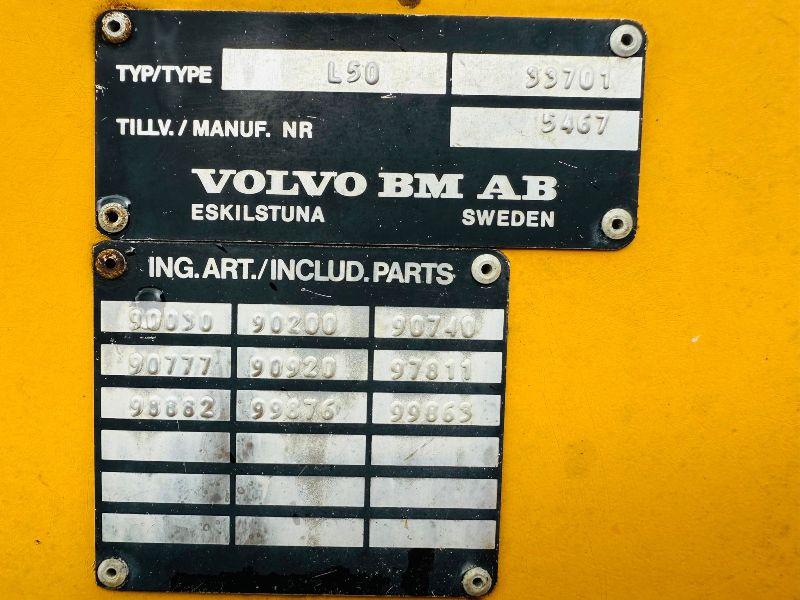 TYP/TYPE L50 99701
TILLV./MANUF. NR 5467
VOLVO BM AB
ESKILSTUNA SWEDEN
ING.ART./INCLUD.PARTS
90030 90200 90740
90777 90920 97811
98882 99876 99863